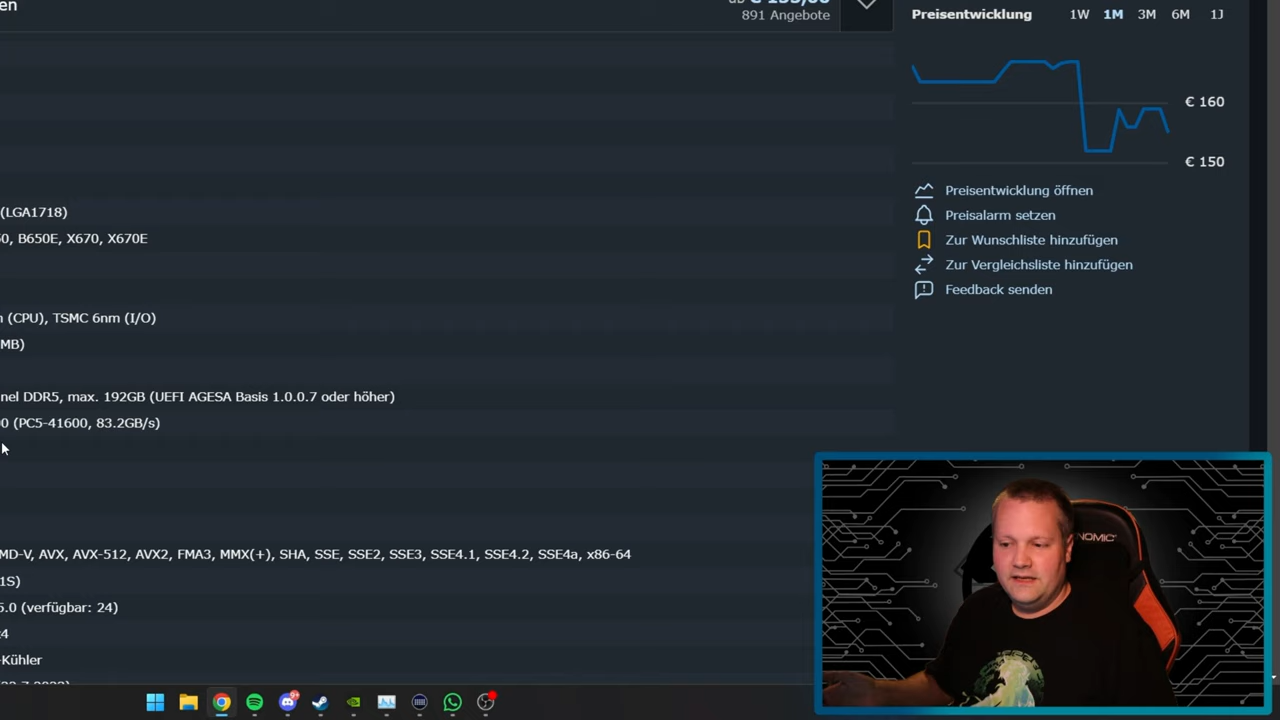 en
891 Angebote
Preisentwicklung
1W 1M 3M 6M 1J
€ 160
€ 150
Preisentwicklung öffnen
Preisalarm setzen
Zur Wunschliste hinzufügen
Zur Vergleichsliste hinzufügen
Feedback senden
(LGA1718)
0, B650E, X670, X670E
(CPU), TSMC 6nm (I/O)
MB)
nel DDR5, max. 192GB (UEFI AGESA Basis 1.0.0.7 oder höher)
0 (PC5-41600, 83.2GB/s)
MD-V, AVX, AVX-512, AVX2, FMA3, MMX(+), SHA, SSE, SSE2, SSE3, SSE4.1, SSE4.2, SSE4a, x86-64
1S)
5.0 (verfügbar: 24)
-Kühler
NOMIC